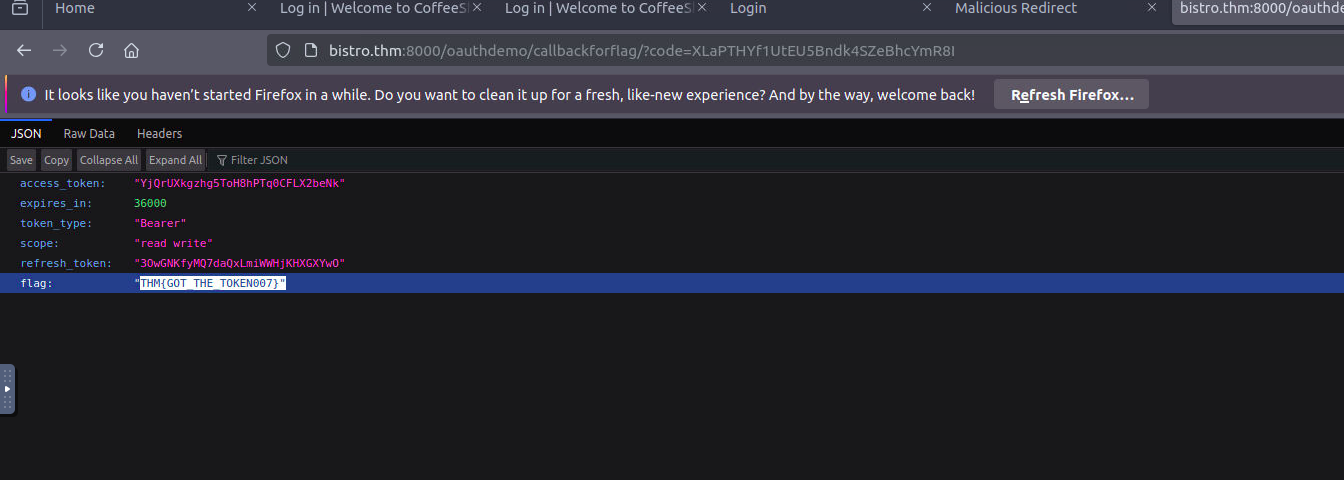 Home
Log in | Welcome to CoffeeS
Log in | Welcome to CoffeeS
Login
Malicious Redirect
bistro.thm:8000/oauthde
bistro.thm:8000/oauthdemo/callbackforflag/?code=XLaPTHYf1UtEU5Bndk4SZeBhcYmR8I
It looks like you haven’t started Firefox in a while. Do you want to clean it up for a fresh, like-new experience? And by the way, welcome back!
Refresh Firefox…
JSON Raw Data Headers
Save Copy Collapse All Expand All Filter JSON
access_token: "YjQrUXkgzhg5ToH8hPTq0CFLX2beNk"
expires_in: 36000
token_type: "Bearer"
scope: "read write"
refresh_token: "3OwGNKfyMQ7daQxLmiWWHjKHXGXYwO"
flag: "THM{GOT_THE_TOKEN007}"